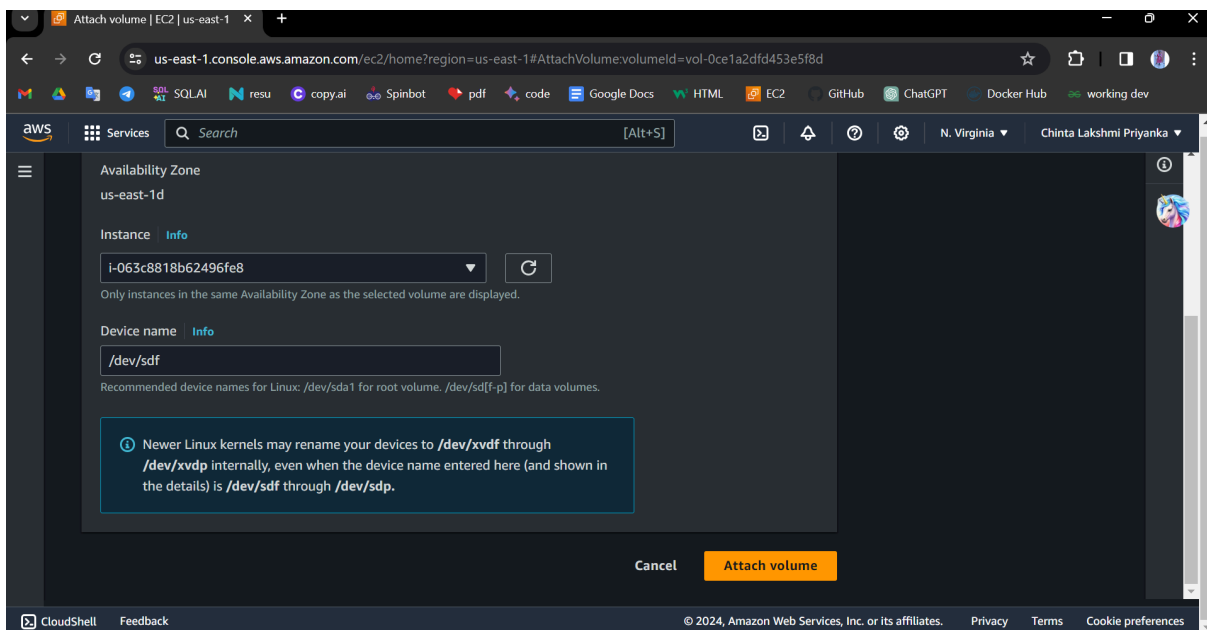 Attach volume | EC2 | us-east-1
us-east-1.console.aws.amazon.com/ec2/home?region=us-east-1#AttachVolume:volumeId=vol-0ce1a2dfd453e5f8d
SQLAI resu copy.ai Spinbot pdf code Google Docs HTML EC2 GitHub ChatGPT Docker Hub working dev
aws Services Search [Alt+S] N. Virginia Chinta Lakshmi Priyanka
Availability Zone
us-east-1d
Instance Info
i-063c8818b62496fe8
Only instances in the same Availability Zone as the selected volume are displayed.
Device name Info
/dev/sdf
Recommended device names for Linux: /dev/sda1 for root volume. /dev/sd[f-p] for data volumes.
Newer Linux kernels may rename your devices to /dev/xvdf through
/dev/xvdp internally, even when the device name entered here (and shown in
the details) is /dev/sdf through /dev/sdp.
Cancel Attach volume
CloudShell Feedback © 2024, Amazon Web Services, Inc. or its affiliates. Privacy Terms Cookie preferences